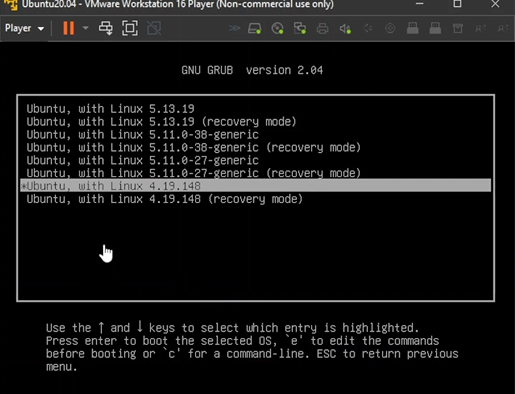 Ubuntu20.04 - VMware Workstation 16 Player (Non-commercial use only)
Player
GNU GRUB version 2.04
Ubuntu, with Linux 5.13.19
Ubuntu, with Linux 5.13.19 (recovery mode)
Ubuntu, with Linux 5.11.0-38-generic
Ubuntu, with Linux 5.11.0-38-generic (recovery mode)
Ubuntu, with Linux 5.11.0-27-generic
Ubuntu, with Linux 5.11.0-27-generic (recovery mode)
*Ubuntu, with Linux 4.19.148
Ubuntu, with Linux 4.19.148 (recovery mode)
Use the ↑ and ↓ keys to select which entry is highlighted.
Press enter to boot the selected OS, `e' to edit the commands
before booting or `c' for a command-line. ESC to return previous
menu.